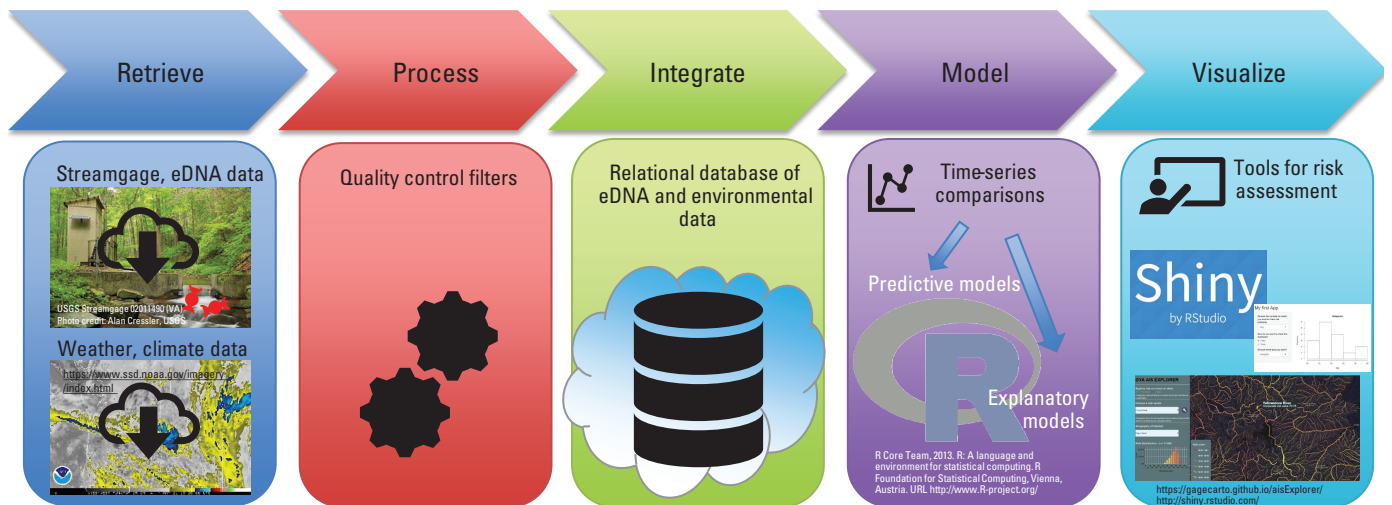 Retrieve
Process
Integrate
Model
Visualize
Streamgage, eDNA data
USGS Streamgage 02011490 (VA)
Photo credit: Alan Cressler, USGS
Weather, climate data
https://www.ssd.noaa.gov/imagery
/index.html
Quality control filters
Relational database of
eDNA and environmental
data
Time-series
comparisons
Predictive models
R
Explanatory
models
R Core Team, 2013. R: A language and
environment for statistical computing. R
Foundation for Statistical Computing, Vienna,
Austria. URL http://www.R-project.org/
Tools for risk
assessment
Shiny
by RStudio
My first App
AIS EXPLORER
https://gagecarto.github.io/aisExplorer/
http://shiny.rstudio.com/